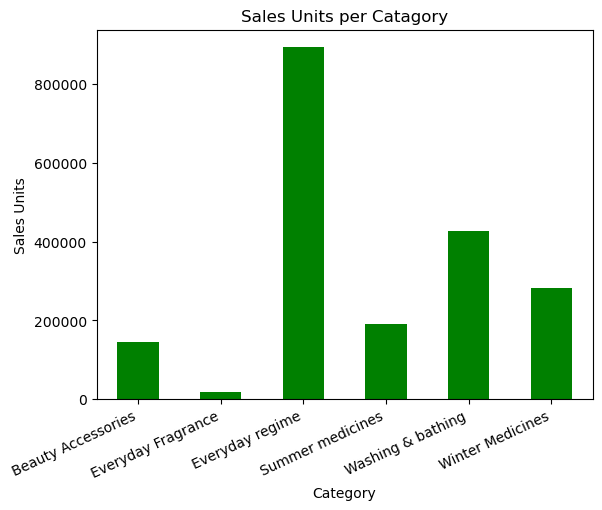 Sales Units per Catagory
Sales Units
800000
600000
400000
200000
0
Beauty Accessories
Everyday Fragrance
Everyday regime
Summer medicines
Washing & bathing
Winter Medicines
Category